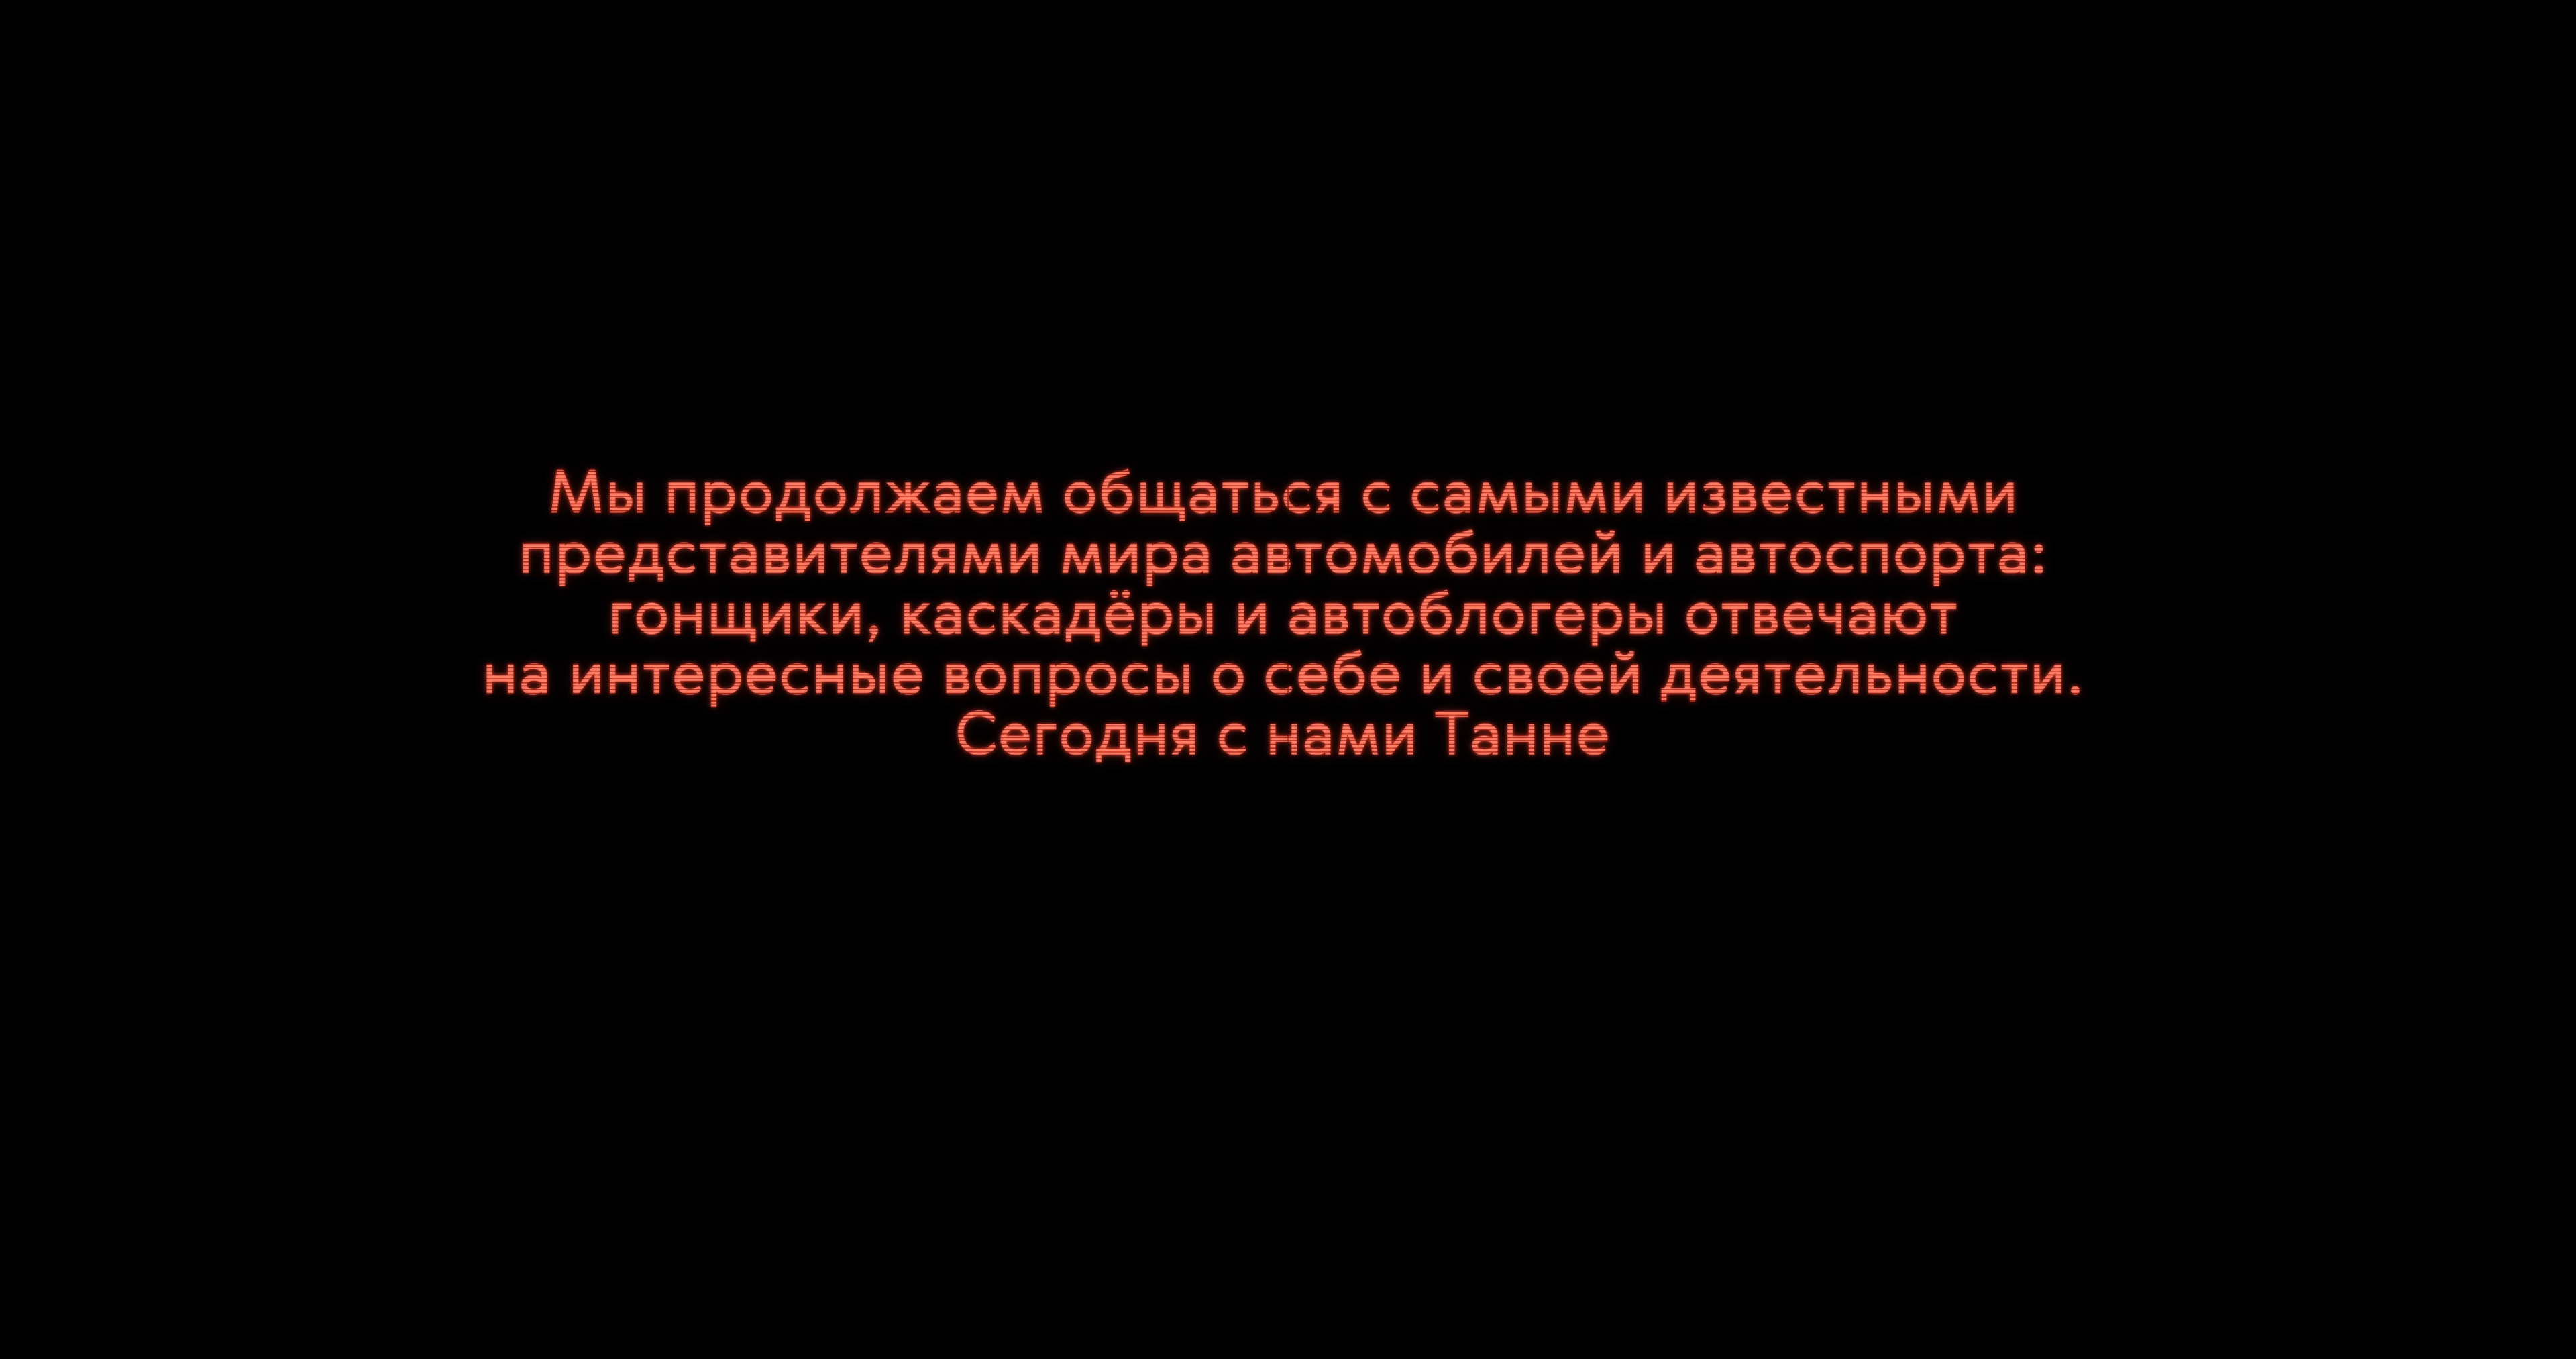 Мы продолжаем общаться с самыми известными
представителями мира автомобилей и автоспорта:
гонщики, каскадёры и автоблогеры отвечают
на интересные вопросы о себе и своей деятельности.
Сегодня с нами Танне